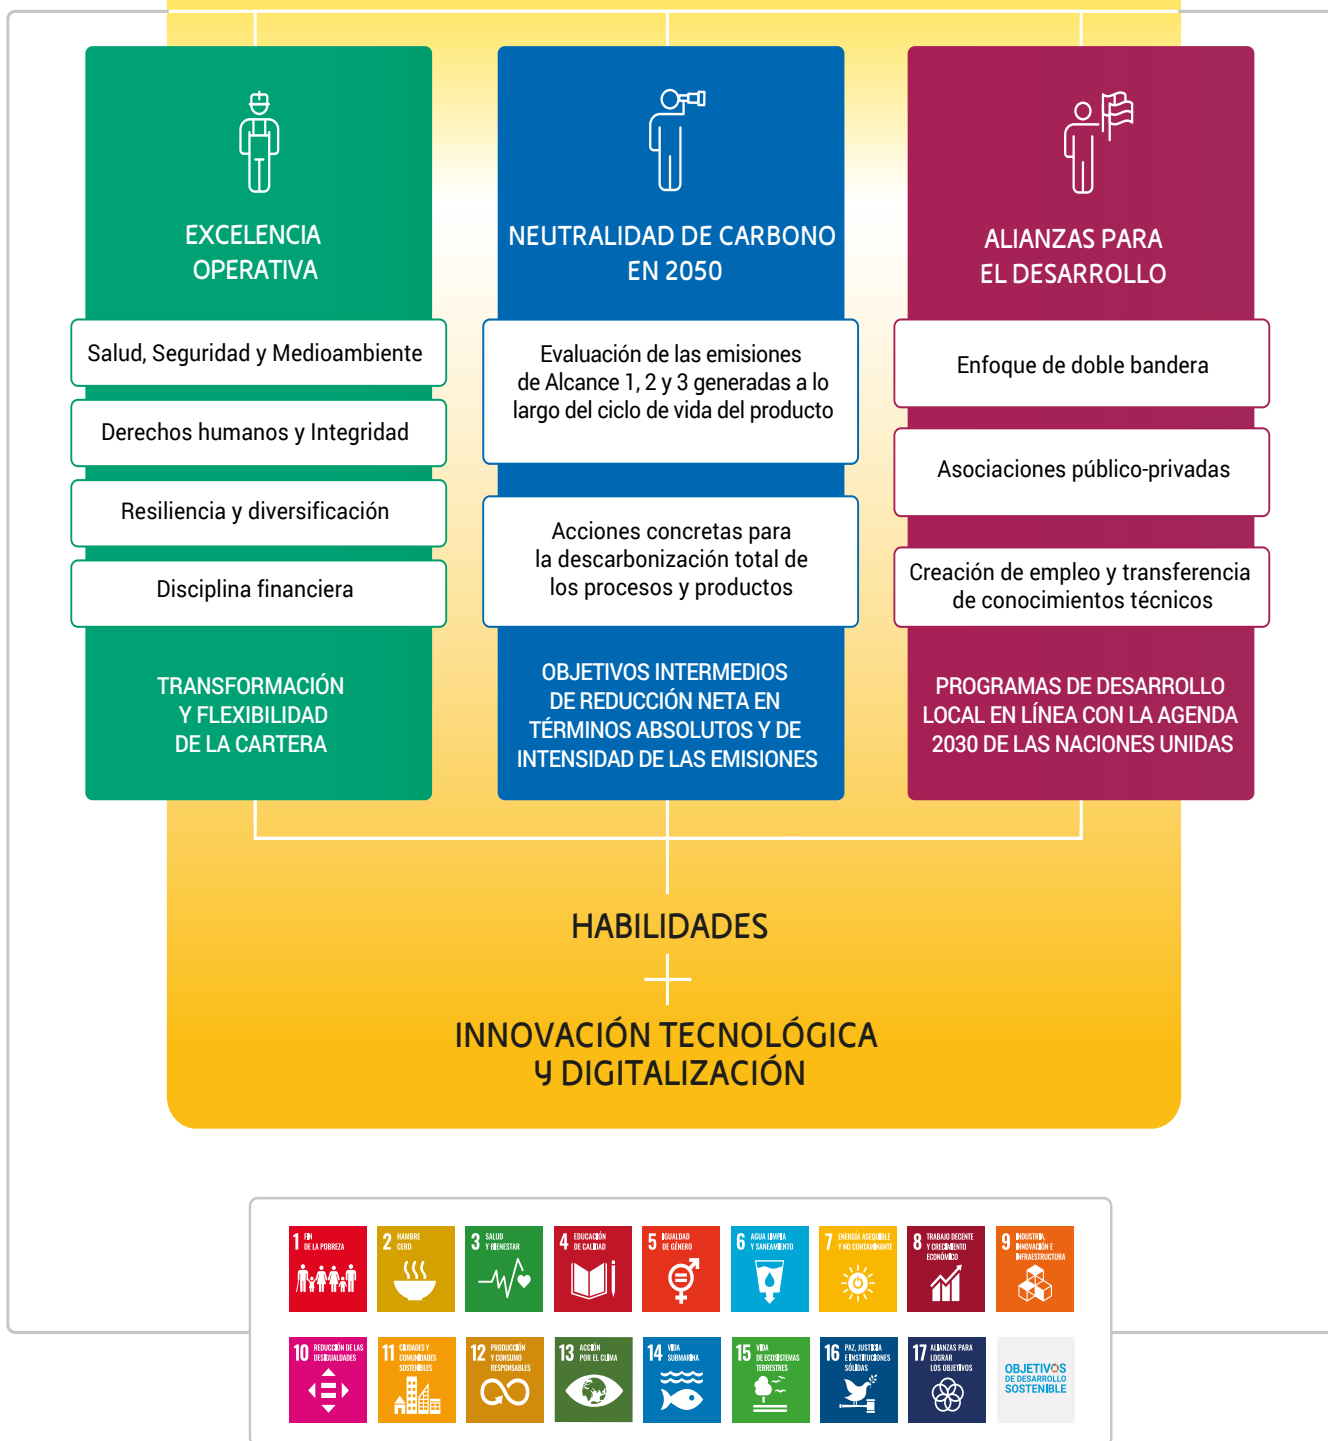 EXCELENCIA
OPERATIVA
Salud, Seguridad y Medioambiente
Derechos humanos y Integridad
Resiliencia y diversificación
Disciplina financiera
TRANSFORMACIÓN
Y FLEXIBILIDAD
DE LA CARTERA
NEUTRALIDAD DE CARBONO
EN 2050
Evaluación de las emisiones
de Alcance 1, 2 y 3 generadas a lo
largo del ciclo de vida del producto
Acciones concretas para
la descarbonización total de
los procesos y productos
OBJETIVOS INTERMEDIOS
DE REDUCCIÓN NETA EN
TÉRMINOS ABSOLUTOS Y DE
INTENSIDAD DE LAS EMISIONES
ALIANZAS PARA
EL DESARROLLO
Enfoque de doble bandera
Asociaciones público-privadas
Creación de empleo y transferencia
de conocimientos técnicos
PROGRAMAS DE DESARROLLO
LOCAL EN LÍNEA CON LA AGENDA
2030 DE LAS NACIONES UNIDAS
HABILIDADES
INNOVACIÓN TECNOLÓGICA
Y DIGITALIZACIÓN
1 FIN
DE LA POBREZA
2 HAMBRE
CERO
3 SALUD
Y BIENESTAR
4 EDUCACIÓN
DE CALIDAD
5 IGUALDAD
DE GÉNERO
6 AGUA LIMPIA
Y SANEAMIENTO
7 ENERGÍA ASEQUIBLE
Y NO CONTAMINANTE
8 TRABAJO DECENTE
Y CRECIMIENTO
ECONÓMICO
9 INDUSTRIA,
INNOVACIÓN E
INFRAESTRUCTURA
10 REDUCCIÓN DE LAS
DESIGUALDADES
11 CIUDADES Y
COMUNIDADES
SOSTENIBLES
12 PRODUCCIÓN
Y CONSUMO
RESPONSABLES
13 ACCIÓN
POR EL CLIMA
14 VIDA
SUBMARINA
15 VIDA
DE ECOSISTEMAS
TERRESTRES
16 PAZ, JUSTICIA
E INSTITUCIONES
SÓLIDAS
17 ALIANZAS PARA
LOGRAR
LOS OBJETIVOS
OBJETIVOS
DE DESARROLLO
SOSTENIBLE